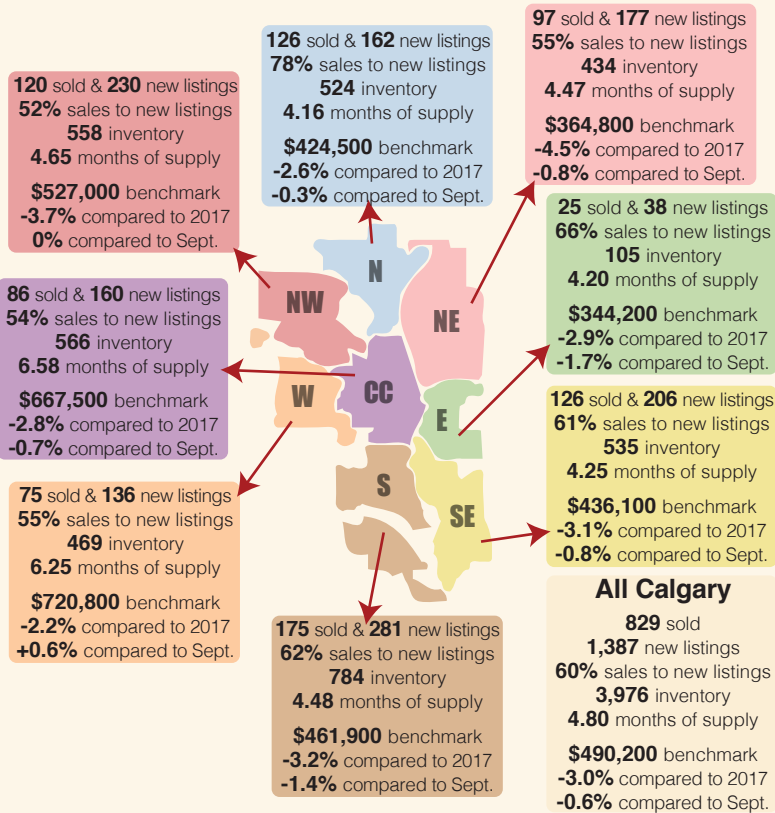 120 sold & 230 new listings
52% sales to new listings
558 inventory
4.65 months of supply
$527,000 benchmark
-3.7% compared to 2017
0% compared to Sept.
126 sold & 162 new listings
78% sales to new listings
524 inventory
4.16 months of supply
$424,500 benchmark
-2.6% compared to 2017
-0.3% compared to Sept.
97 sold & 177 new listings
55% sales to new listings
434 inventory
4.47 months of supply
$364,800 benchmark
-4.5% compared to 2017
-0.8% compared to Sept.
25 sold & 38 new listings
66% sales to new listings
105 inventory
4.20 months of supply
$344,200 benchmark
-2.9% compared to 2017
-1.7% compared to Sept.
86 sold & 160 new listings
54% sales to new listings
566 inventory
6.58 months of supply
$667,500 benchmark
-2.8% compared to 2017
-0.7% compared to Sept.
N
NW
NE
W
CC
E
S
SE
126 sold & 206 new listings
61% sales to new listings
535 inventory
4.25 months of supply
$436,100 benchmark
-3.1% compared to 2017
-0.8% compared to Sept.
75 sold & 136 new listings
55% sales to new listings
469 inventory
6.25 months of supply
$720,800 benchmark
-2.2% compared to 2017
+0.6% compared to Sept.
175 sold & 281 new listings
62% sales to new listings
784 inventory
4.48 months of supply
$461,900 benchmark
-3.2% compared to 2017
-1.4% compared to Sept.
All Calgary
829 sold
1,387 new listings
60% sales to new listings
3,976 inventory
4.80 months of supply
$490,200 benchmark
-3.0% compared to 2017
-0.6% compared to Sept.